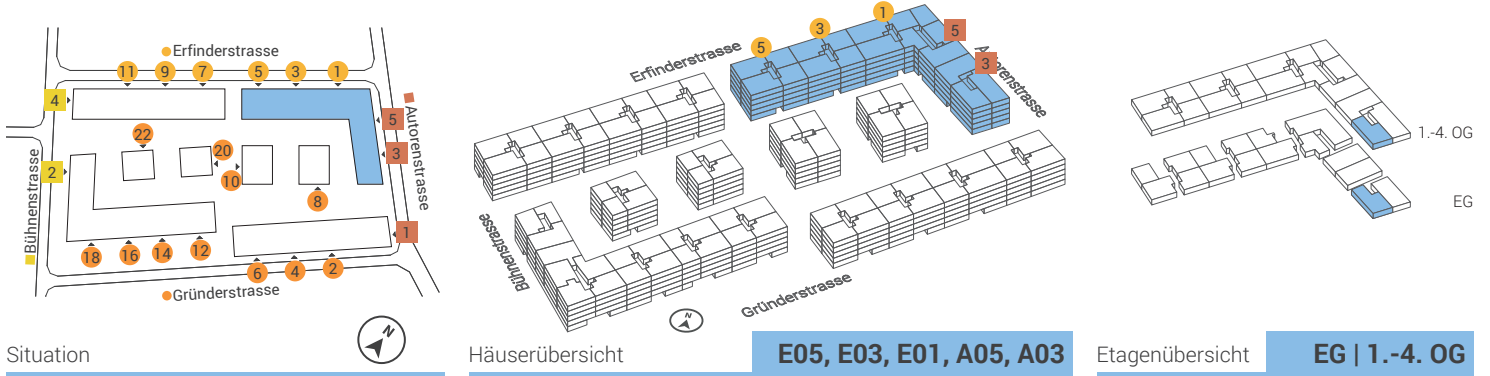 Erfinderstrasse
11 9 7 5 3 1
4
5
Autorenstrasse
22
20
3
2
10
8
Bühnenstrasse
1
18 16 14 12
6 4 2
Gründerstrasse
N
Situation
1
3
5
5
3
Erfinderstrasse
Autorenstrasse
Bühnenstrasse
Gründerstrasse
N
Häuserübersicht
E05, E03, E01, A05, A03
1.-4. OG
EG
Etagenübersicht
EG | 1.-4. OG